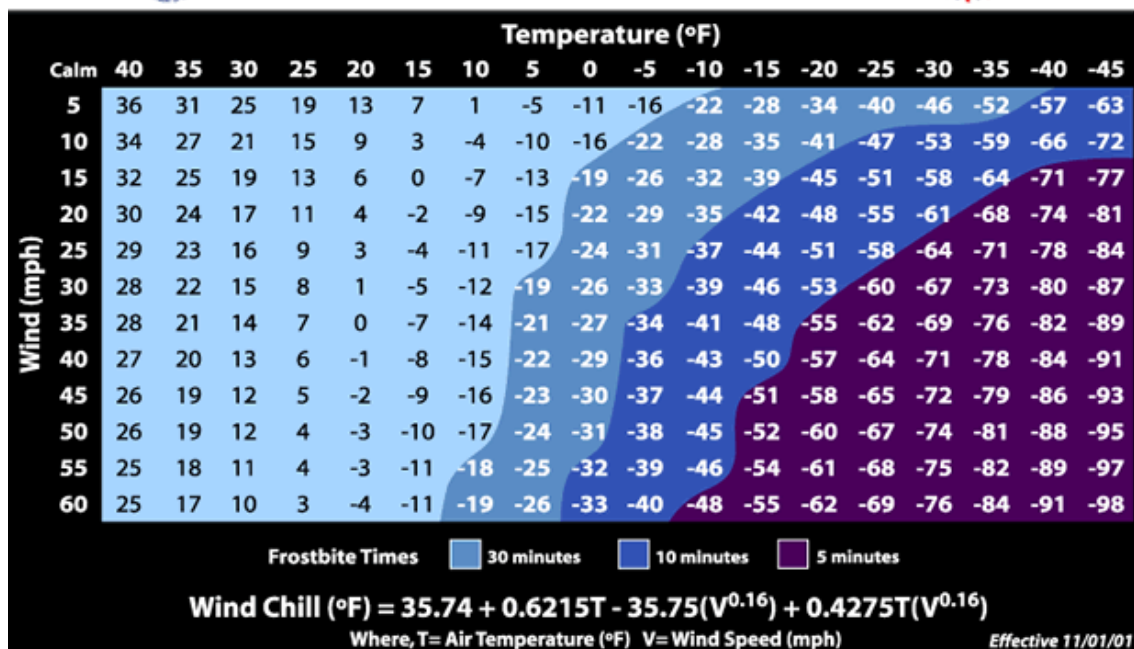 Temperature (ºF)
Calm 40 35 30 25 20 15 10 5 0 -5 -10 -15 -20 -25 -30 -35 -40 -45
5 36 31 25 19 13 7 1 -5 -11 -16 -22 -28 -34 -40 -46 -52 -57 -63
10 34 27 21 15 9 3 -4 -10 -16 -22 -28 -35 -41 -47 -53 -59 -66 -72
15 32 25 19 13 6 0 -7 -13 -19 -26 -32 -39 -45 -51 -58 -64 -71 -77
20 30 24 17 11 4 -2 -9 -15 -22 -29 -35 -42 -48 -55 -61 -68 -74 -81
25 29 23 16 9 3 -4 -11 -17 -24 -31 -37 -44 -51 -58 -64 -71 -78 -84
30 28 22 15 8 1 -5 -12 -19 -26 -33 -39 -46 -53 -60 -67 -73 -80 -87
35 28 21 14 7 0 -7 -14 -21 -27 -34 -41 -48 -55 -62 -69 -76 -82 -89
40 27 20 13 6 -1 -8 -15 -22 -29 -36 -43 -50 -57 -64 -71 -78 -84 -91
45 26 19 12 5 -2 -9 -16 -23 -30 -37 -44 -51 -58 -65 -72 -79 -86 -93
50 26 19 12 4 -3 -10 -17 -24 -31 -38 -45 -52 -60 -67 -74 -81 -88 -95
55 25 18 11 4 -3 -11 -18 -25 -32 -39 -46 -54 -61 -68 -75 -82 -89 -97
60 25 17 10 3 -4 -11 -19 -26 -33 -40 -48 -55 -62 -69 -76 -84 -91 -98
Wind (mph)
Frostbite Times 30 minutes 10 minutes 5 minutes
Wind Chill (ºF) = 35.74 + 0.6215T - 35.75(V^0.16) + 0.4275T(V^0.16)
Where, T= Air Temperature (ºF) V= Wind Speed (mph) Effective 11/01/01